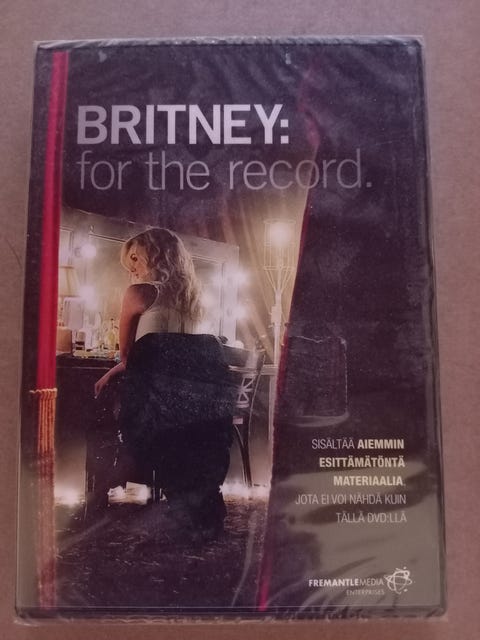 BRITNEY:
for the record.
SISÄLTÄÄ AIEMMIN
ESITTÄMÄTÖNTÄ
MATERIAALIA,
JOTA EI VOI NÄHDÄ KUIN
TÄLLÄ DVD:LLÄ
FREMANTLEMEDIA
ENTERPRISES